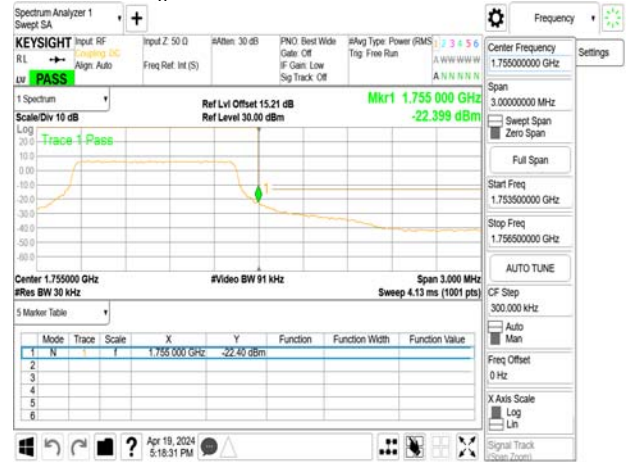 Spectrum Analyzer 1
Swept SA
+
Frequency
KEYSIGHT
RL
LV PASS
Input: RF
Coupling: DC
Align: Auto
Input Z: 50 Ω
Freq Ref: Int (S)
#Atten: 30 dB
PNO: Best Wide
Gate: Off
IF Gain: Low
Sig Track: Off
#Avg Type: Power (RMS
Trig: Free Run
1 2 3 4 5 6
A W W W W W
A N N N N N
Center Frequency
1.755000000 GHz
Settings
Span
3.00000000 MHz
Swept Span
Zero Span
Full Span
Start Freq
1.753500000 GHz
Stop Freq
1.756500000 GHz
AUTO TUNE
CF Step
300.000 kHz
Auto
Man
Freq Offset
0 Hz
X Axis Scale
Log
Lin
Signal Track
(Span Zoom)
1 Spectrum
Scale/Div 10 dB
Ref Lvl Offset 15.21 dB
Ref Level 30.00 dBm
Mkr1 1.755 000 GHz
-22.399 dBm
Log
Trace 1 Pass
20.0
10.0
0.00
-10.0
-20.0
-30.0
-40.0
-50.0
-60.0
1
Center 1.755000 GHz
#Res BW 30 kHz
#Video BW 91 kHz
Span 3.000 MHz
Sweep 4.13 ms (1001 pts)
5 Marker Table
Mode Trace Scale X Y Function Function Width Function Value
1 N 1 f 1.755 000 GHz -22.40 dBm
2
3
4
5
6
?
Apr 19, 2024
5:18:31 PM